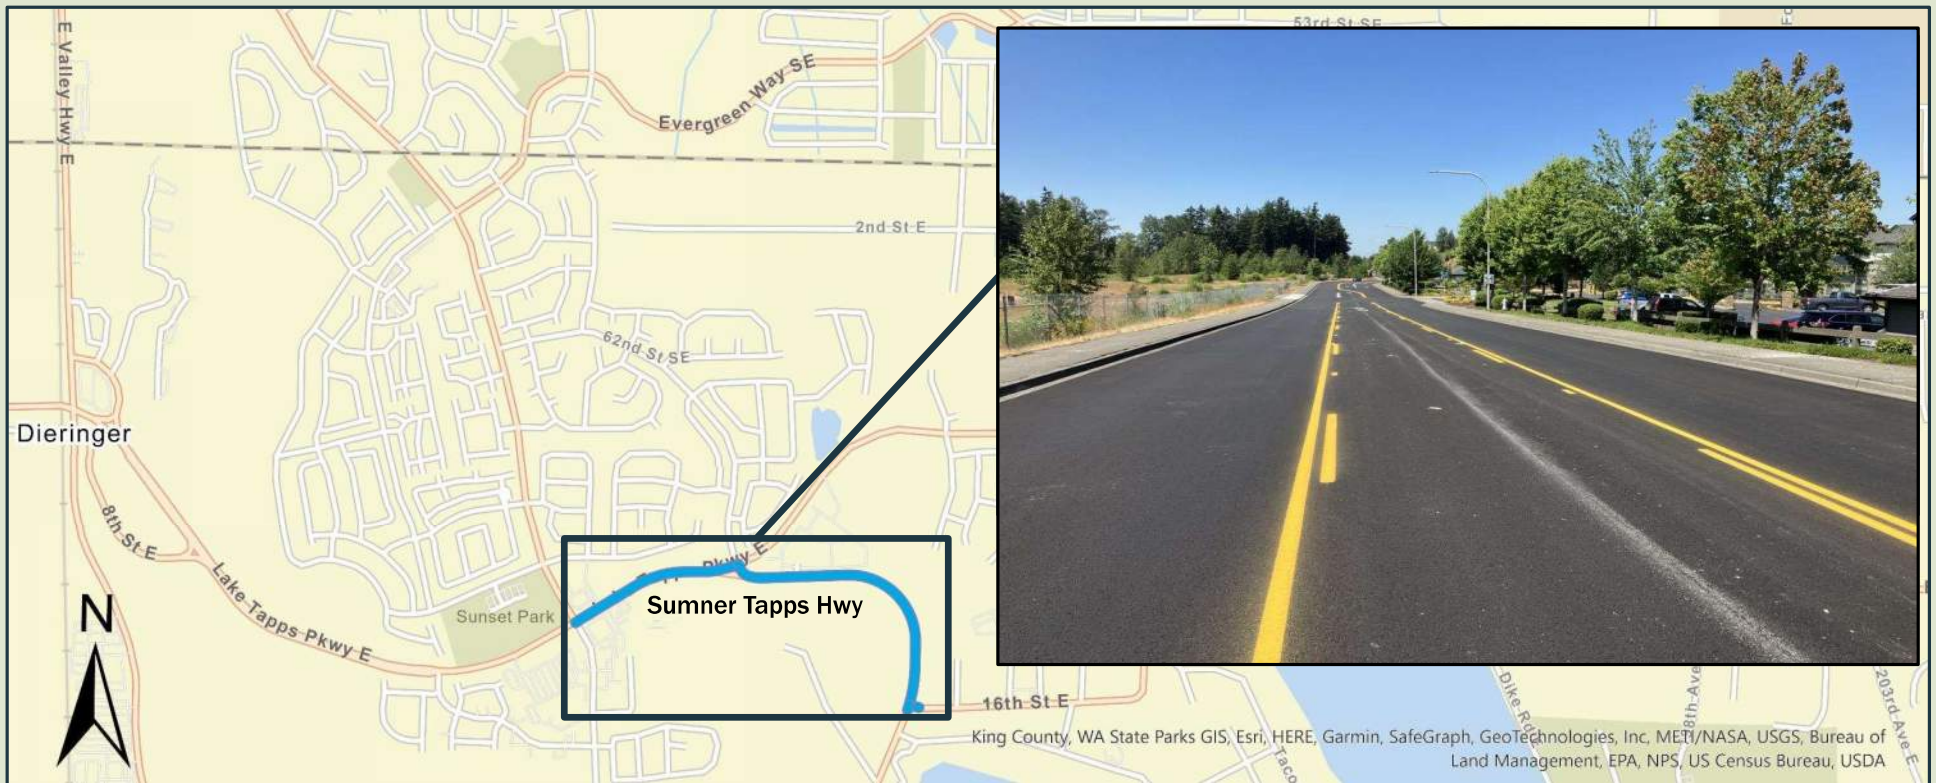 53rd St SE
E Valley Hwy E
Evergreen Way SE
2nd St E
62nd St SE
Dieringer
8th St E
Lake Tapps Pkwy E
Pkwy E
Sunset Park
Sumner Tapps Hwy
N
16th St E
Dike Rd
203rd Ave E
Taco
King County, WA State Parks GIS, Esri, HERE, Garmin, SafeGraph, GeoTechnologies, Inc, METI/NASA, USGS, Bureau of
Land Management, EPA, NPS, US Census Bureau, USDA